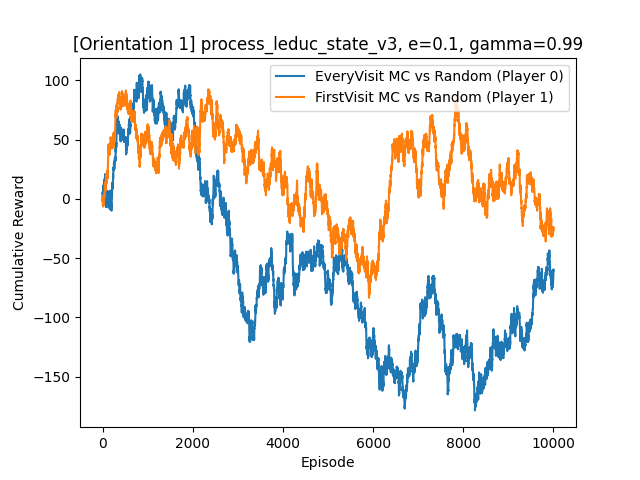 [Orientation 1] process_leduc_state_v3, e=0.1, gamma=0.99
EveryVisit MC vs Random (Player 0)
FirstVisit MC vs Random (Player 1)
Cumulative Reward
100
50
0
−50
−100
−150
0 2000 4000 6000 8000 10000
Episode